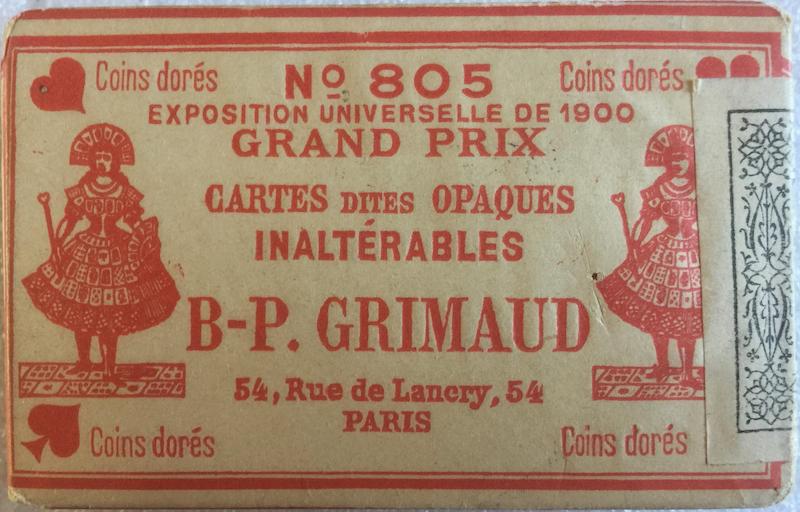 Coins dorés
Nº 805
Coins dorés
EXPOSITION UNIVERSELLE DE 1900
GRAND PRIX
CARTES DITES OPAQUES
INALTÉRABLES
B-P. GRIMAUD
54, Rue de Lancry, 54
PARIS
Coins dorés
Coins dorés